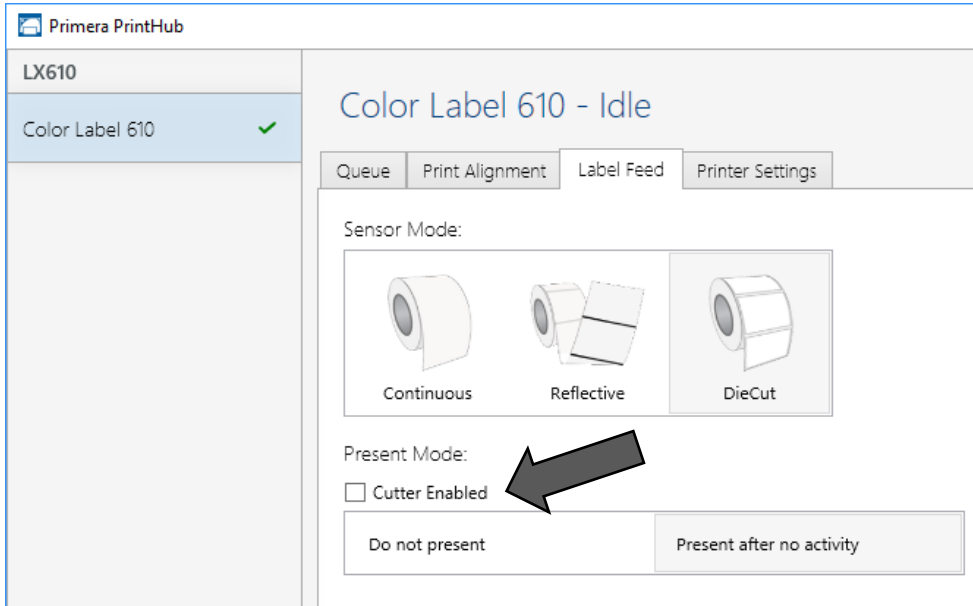 Primera PrintHub
LX610
Color Label 610
Color Label 610 - Idle
Queue Print Alignment Label Feed Printer Settings
Sensor Mode:
Continuous Reflective DieCut
Present Mode:
Cutter Enabled
Do not present Present after no activity